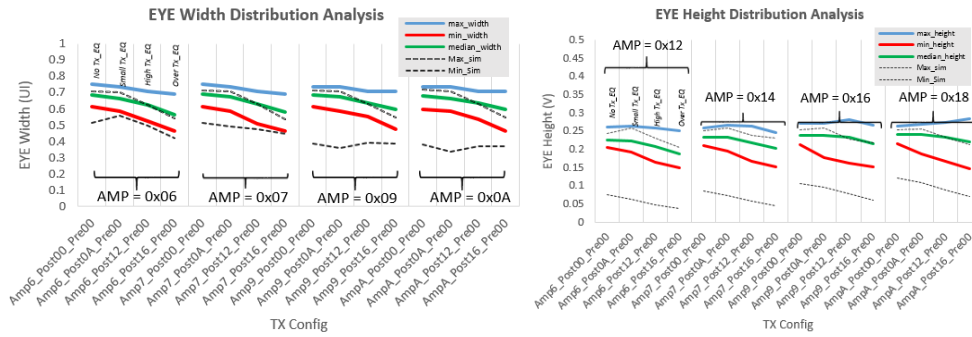 EYE Width Distribution Analysis
max_width
min_width
median_width
Max_sim
Min_Sim
EYE Width (UI)
1
0.9
0.8
0.7
0.6
0.5
0.4
0.3
0.2
0.1
0
No Tx_EQ
Small Tx_EQ
High Tx_EQ
Over Tx_EQ
AMP = 0x06
AMP = 0x07
AMP = 0x09
AMP = 0x0A
Amp6_Post00_Pre00
Amp6_Post0A_Pre00
Amp6_Post12_Pre00
Amp6_Post16_Pre00
Amp7_Post00_Pre00
Amp7_Post0A_Pre00
Amp7_Post12_Pre00
Amp7_Post16_Pre00
Amp9_Post00_Pre00
Amp9_Post0A_Pre00
Amp9_Post12_Pre00
Amp9_Post16_Pre00
AmpA_Post00_Pre00
AmpA_Post0A_Pre00
AmpA_Post12_Pre00
AmpA_Post16_Pre00
TX Config
EYE Height Distribution Analysis
max_height
min_height
median_height
Max_sim
Min_Sim
EYE Height (V)
0.5
0.45
0.4
0.35
0.3
0.25
0.2
0.15
0.1
0.05
0
AMP = 0x12
No Tx_EQ
Small Tx_EQ
High Tx_EQ
Over Tx_EQ
AMP = 0x14
AMP = 0x16
AMP = 0x18
Amp6_Post00_Pre00
Amp6_Post0A_Pre00
Amp6_Post12_Pre00
Amp6_Post16_Pre00
Amp7_Post00_Pre00
Amp7_Post0A_Pre00
Amp7_Post12_Pre00
Amp7_Post16_Pre00
Amp9_Post00_Pre00
Amp9_Post0A_Pre00
Amp9_Post12_Pre00
Amp9_Post16_Pre00
AmpA_Post00_Pre00
AmpA_Post0A_Pre00
AmpA_Post12_Pre00
AmpA_Post16_Pre00
TX Config